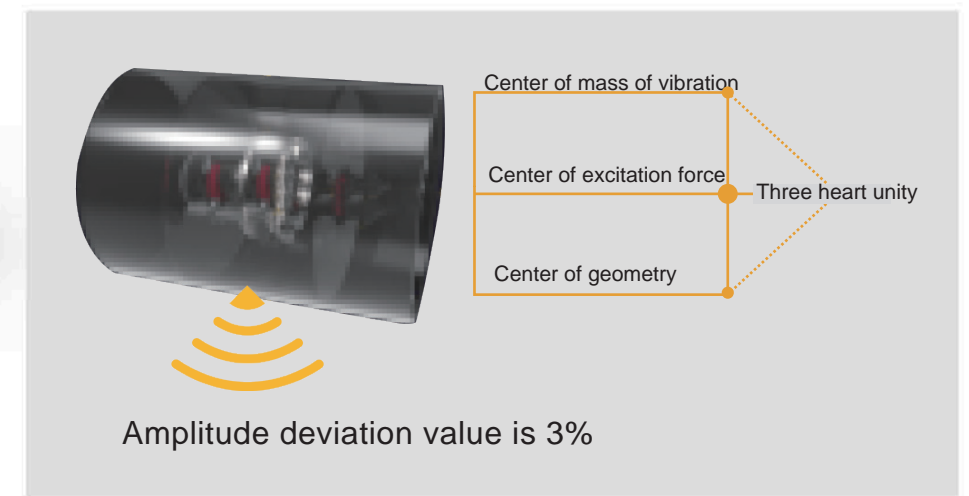 Center of mass of vibration
Center of excitation force
Three heart unity
Center of geometry
Amplitude deviation value is 3%